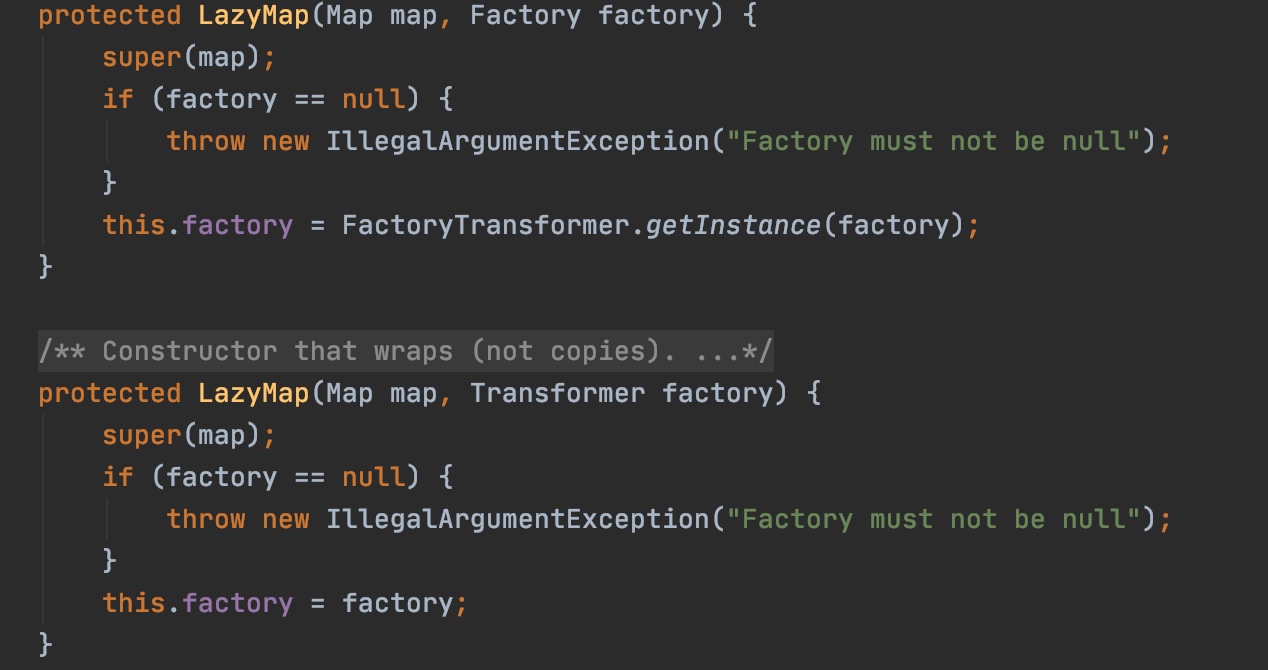 protected LazyMap(Map map, Factory factory) {
super(map);
if (factory == null) {
throw new IllegalArgumentException("Factory must not be null");
}
this.factory = FactoryTransformer.getInstance(factory);
}
/** Constructor that wraps (not copies). ...*/
protected LazyMap(Map map, Transformer factory) {
super(map);
if (factory == null) {
throw new IllegalArgumentException("Factory must not be null");
}
this.factory = factory;
}